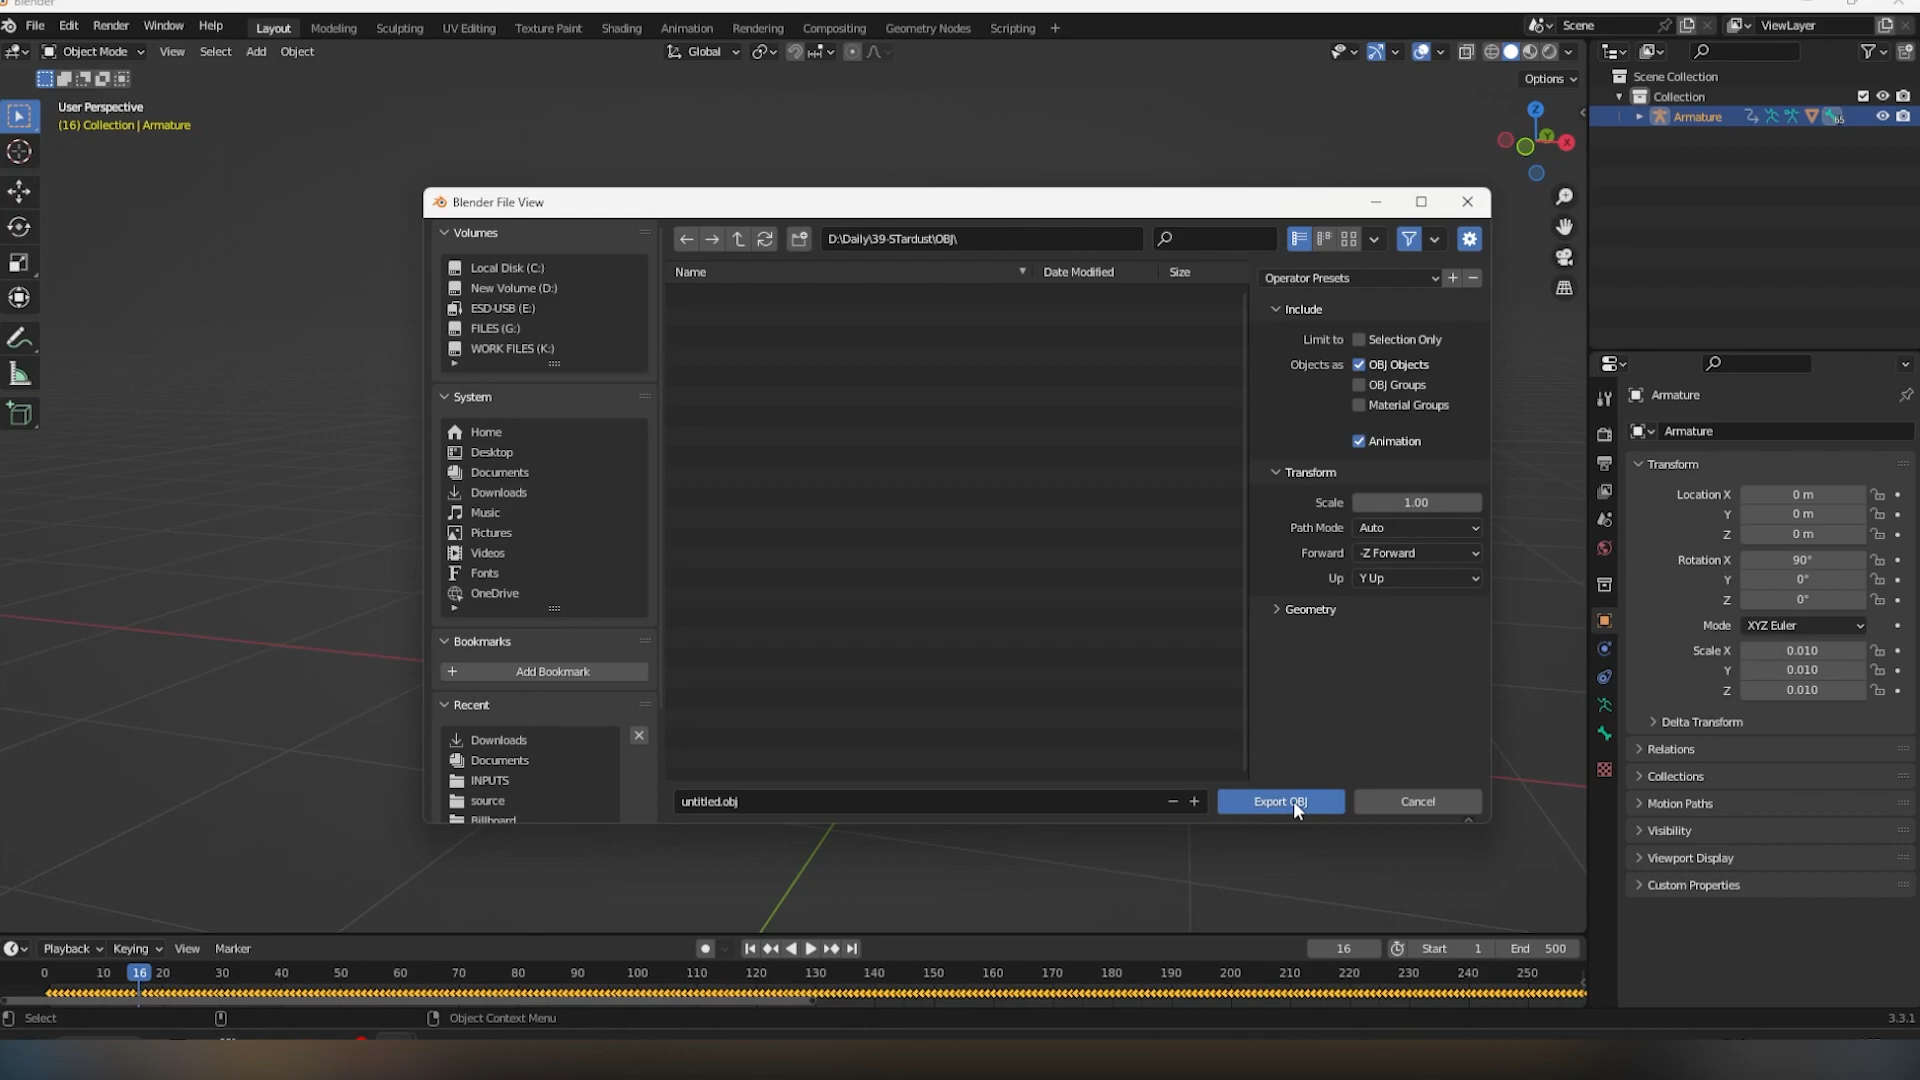 Blender
File Edit Render Window Help Layout Modeling Sculpting UV Editing Texture Paint Shading Animation Rendering Compositing Geometry Nodes Scripting + Scene ViewLayer
Object Mode View Select Add Object Global
Options
User Perspective
(16) Collection | Armature
Scene Collection
Collection
Armature 65
Z
Y
X
Blender File View
Volumes
Local Disk (C:)
New Volume (D:)
ESD-USB (E:)
FILES (G:)
WORK FILES (K:)
System
Home
Desktop
Documents
Downloads
Music
Pictures
Videos
Fonts
OneDrive
Bookmarks
+ Add Bookmark
Recent
Downloads
Documents
INPUTS
source
Billboard
D:\Daily\39-STardust\OBJ\
Name Date Modified Size
Operator Presets + −
Include
Limit to Selection Only
Objects as OBJ Objects
OBJ Groups
Material Groups
Animation
Transform
Scale 1.00
Path Mode Auto
Forward -Z Forward
Up Y Up
Geometry
untitled.obj − + Export OBJ Cancel
Armature
Armature
Transform
Location X 0 m
Y 0 m
Z 0 m
Rotation X 90°
Y 0°
Z 0°
Mode XYZ Euler
Scale X 0.010
Y 0.010
Z 0.010
Delta Transform
Relations
Collections
Motion Paths
Visibility
Viewport Display
Custom Properties
Playback Keying View Marker 16 Start 1 End 500
0 10 16 20 30 40 50 60 70 80 90 100 110 120 130 140 150 160 170 180 190 200 210 220 230 240 250
Select Object Context Menu 3.3.1